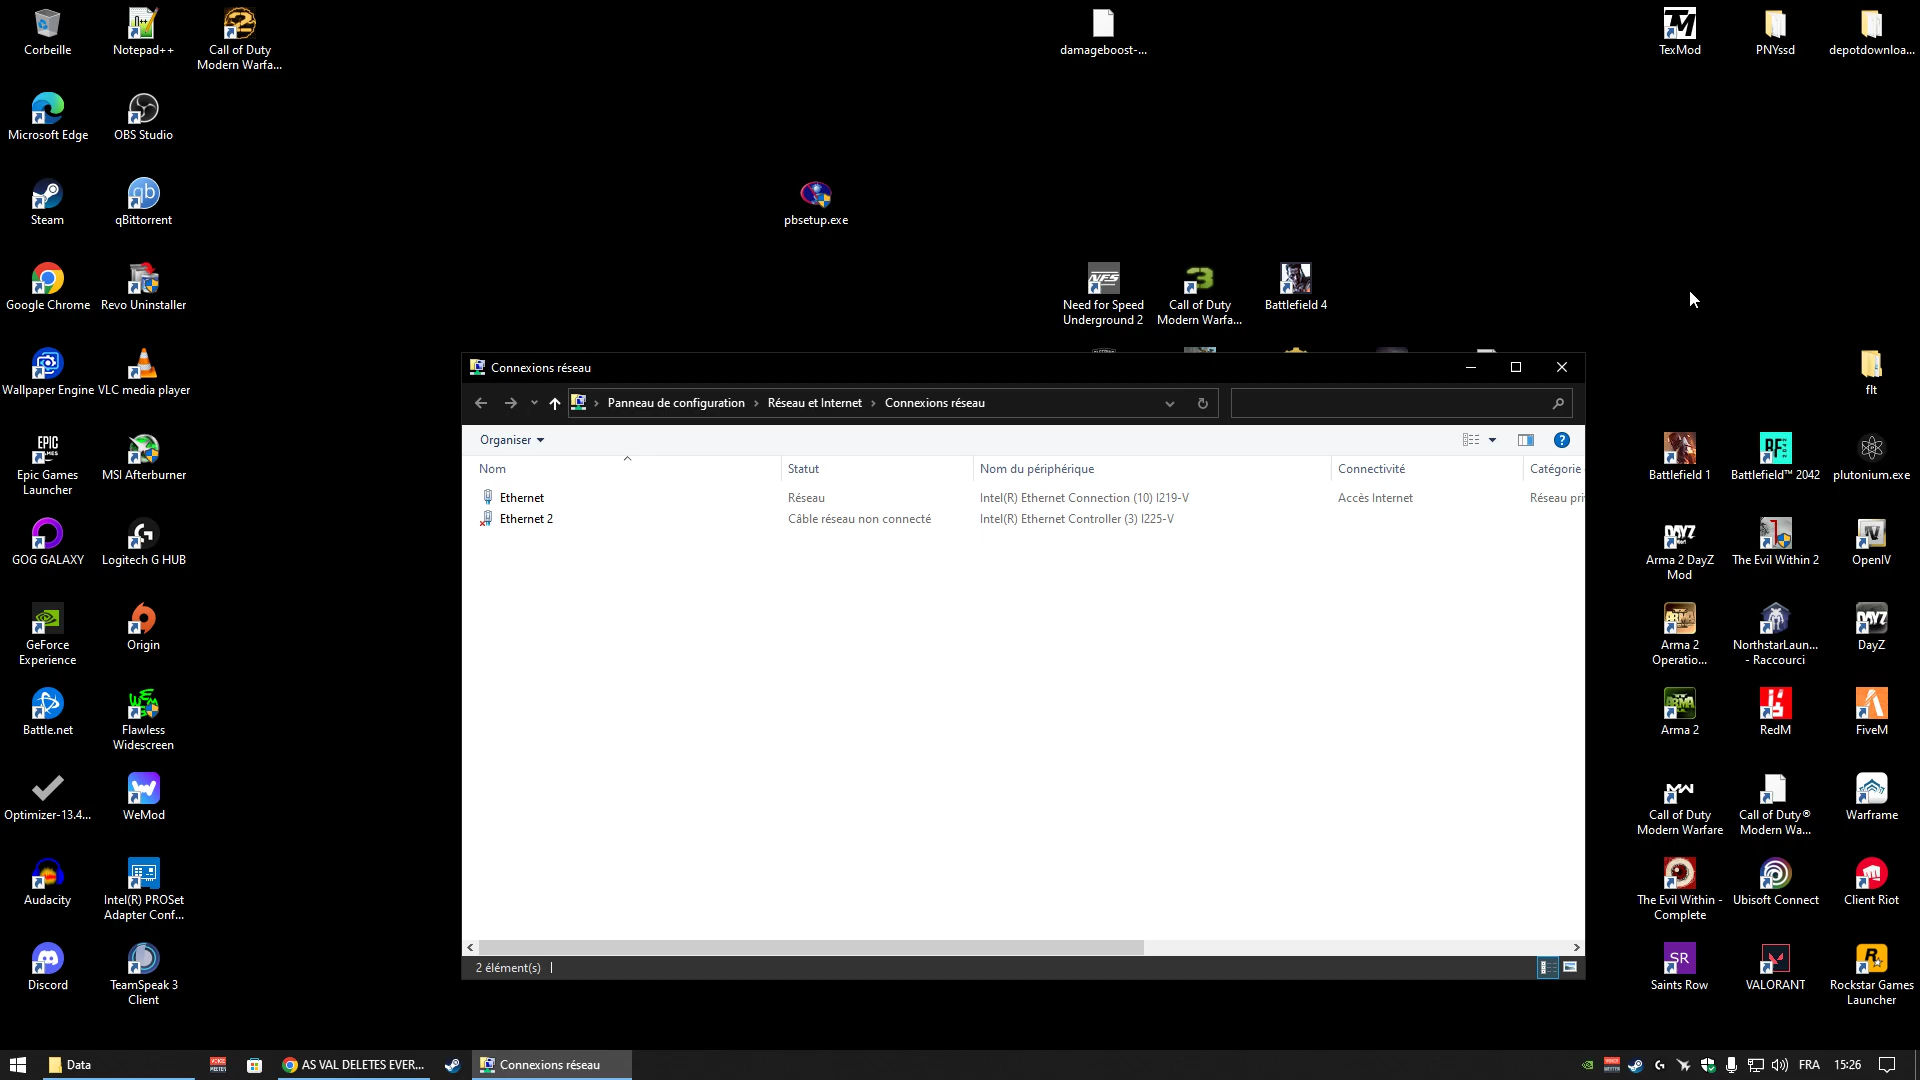 Corbeille
Notepad++
Call of Duty
Modern Warfa...
damageboost-...
TexMod
PNYssd
depotdownloa...
Microsoft Edge
OBS Studio
Steam
qBittorrent
pbsetup.exe
Google Chrome
Revo Uninstaller
Need for Speed
Underground 2
Call of Duty
Modern Warfa...
Battlefield 4
Wallpaper Engine
VLC media player
flt
Connexions réseau
Panneau de configuration
Réseau et Internet
Connexions réseau
Organiser
Nom
Statut
Nom du périphérique
Connectivité
Catégorie
Ethernet
Réseau
Intel(R) Ethernet Connection (10) I219-V
Accès Internet
Réseau pri
Ethernet 2
Câble réseau non connecté
Intel(R) Ethernet Controller (3) I225-V
2 élément(s)
Epic Games
Launcher
MSI Afterburner
Battlefield 1
Battlefield™ 2042
plutonium.exe
GOG GALAXY
Logitech G HUB
Arma 2 DayZ
Mod
The Evil Within 2
OpenIV
GeForce
Experience
Origin
Arma 2
Operatio...
NorthstarLaun...
- Raccourci
DayZ
Battle.net
Flawless
Widescreen
Arma 2
RedM
FiveM
Optimizer-13.4...
WeMod
Call of Duty
Modern Warfare
Call of Duty®
Modern Wa...
Warframe
Audacity
Intel(R) PROSet
Adapter Conf...
The Evil Within -
Complete
Ubisoft Connect
Client Riot
Discord
TeamSpeak 3
Client
Saints Row
VALORANT
Rockstar Games
Launcher
Data
AS VAL DELETES EVER...
Connexions réseau
FRA
15:26